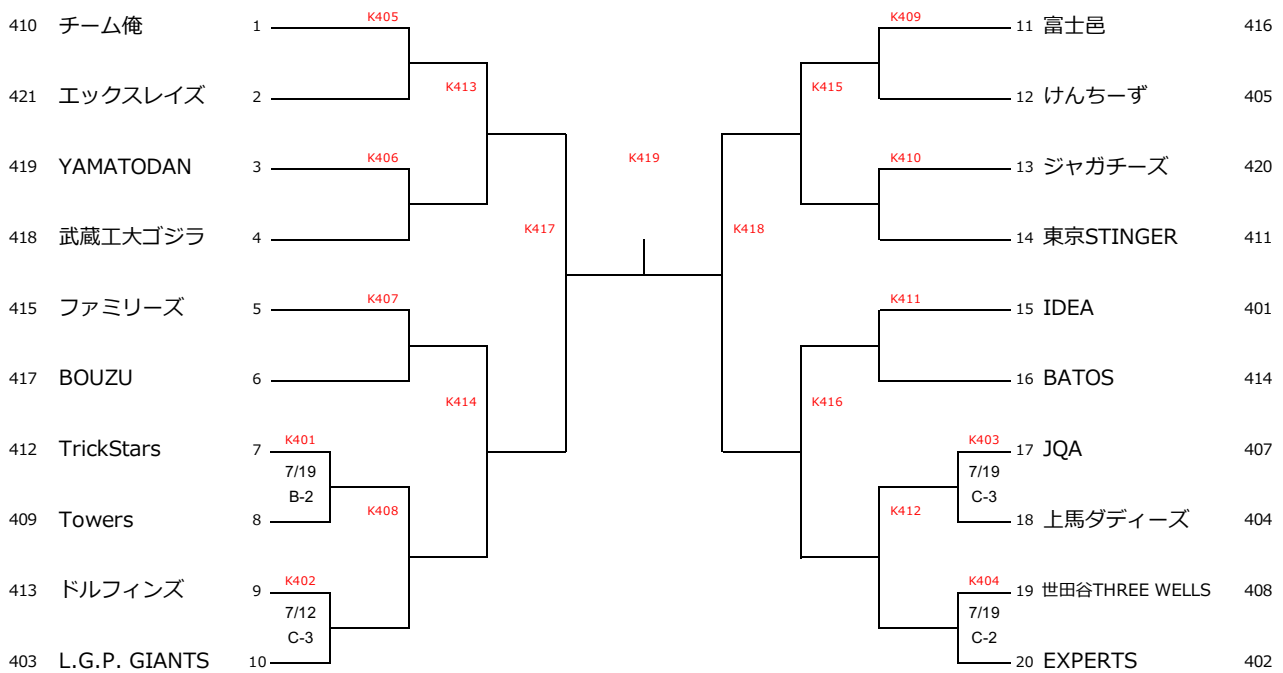 410 チーム俺 1 K405 K409 11 富士邑 416
421 エックスレイズ 2 K413 K415 12 けんちーず 405
419 YAMATODAN 3 K406 K419 K410 13 ジャガチーズ 420
418 武蔵工大ゴジラ 4 K417 K418 14 東京STINGER 411
415 ファミリーズ 5 K407 K411 15 IDEA 401
417 BOUZU 6 K414 K416 16 BATOS 414
412 TrickStars 7 K401 K403 17 JQA 407
7/19 7/19
B-2 C-3
409 Towers 8 K408 K412 18 上馬ダディーズ 404
413 ドルフィンズ 9 K402 K404 19 世田谷THREE WELLS 408
7/12 7/19
C-3 C-2
403 L.G.P. GIANTS 10 20 EXPERTS 402